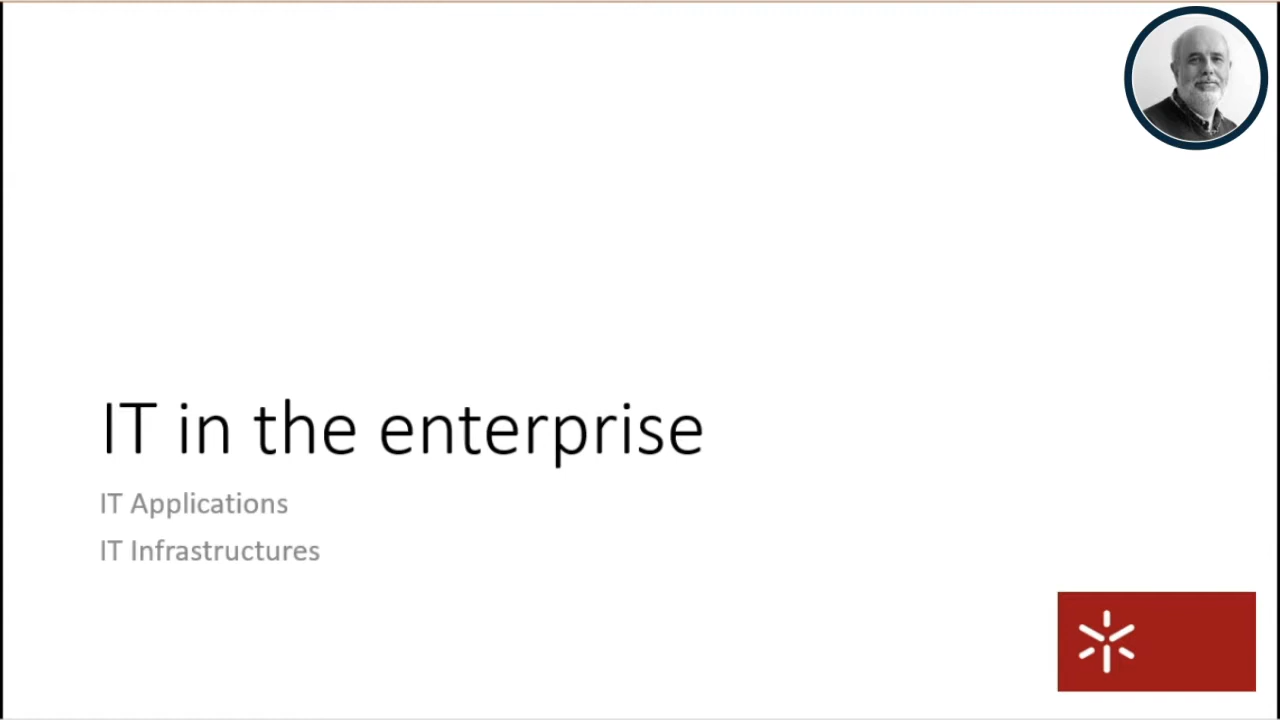 IT in the enterprise
IT Applications
IT Infrastructures